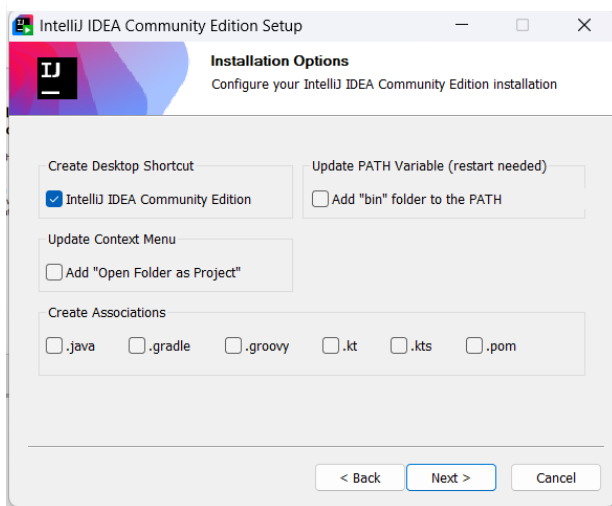 IntelliJ IDEA Community Edition Setup
IJ
Installation Options
Configure your IntelliJ IDEA Community Edition installation
Create Desktop Shortcut
IntelliJ IDEA Community Edition
Update PATH Variable (restart needed)
Add "bin" folder to the PATH
Update Context Menu
Add "Open Folder as Project"
Create Associations
.java .gradle .groovy .kt .kts .pom
< Back Next > Cancel